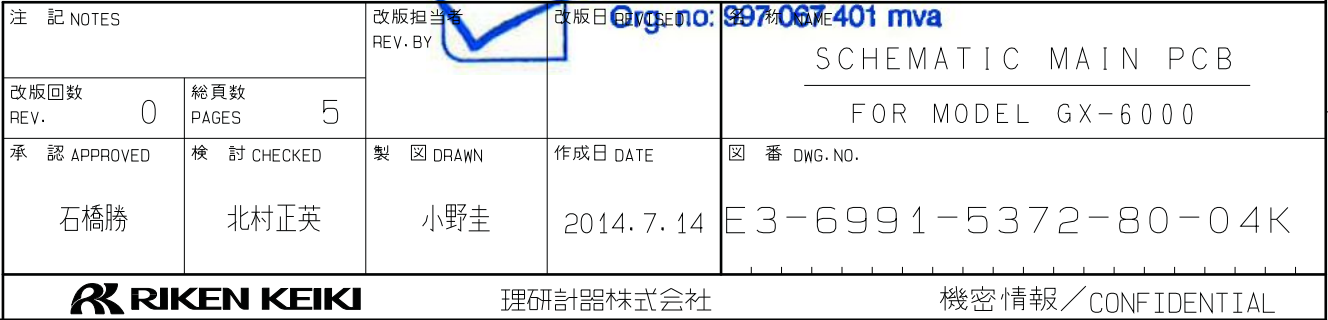 注 記 NOTES
改版担当者 REV.BY
改版日 REVISED.
Org. no: 997 067 401 mva
名 称 NAME
SCHEMATIC MAIN PCB
FOR MODEL GX-6000
改版回数 REV. 0
総頁数 PAGES 5
承 認 APPROVED
検 討 CHECKED
製 図 DRAWN
作成日 DATE
図 番 DWG.NO.
石橋勝
北村正英
小野圭
2014.7.14
E3-6991-5372-80-04K
RIKEN KEIKI
理研計器株式会社
機密情報／CONFIDENTIAL